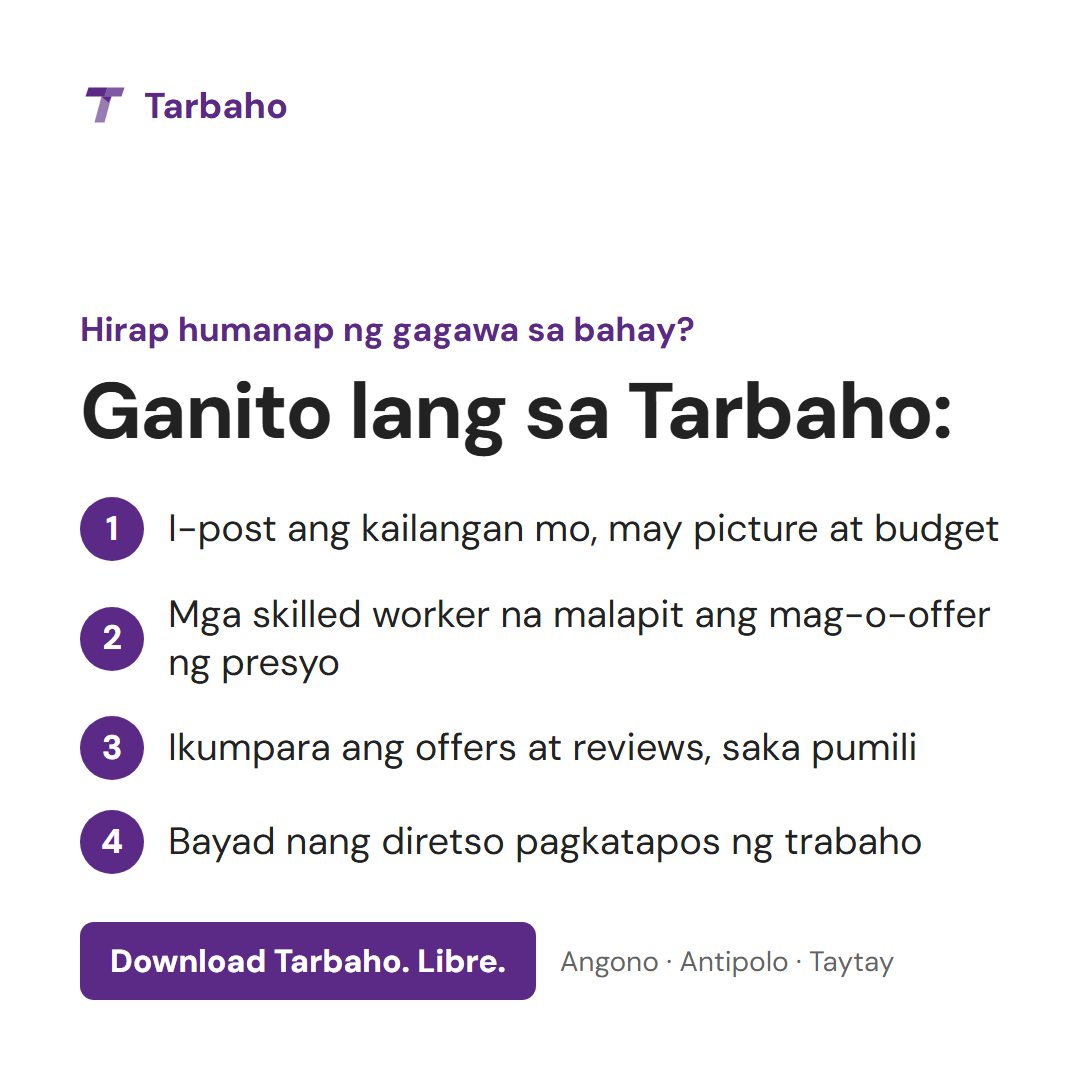 Tarbaho
Hirap humanap ng gagawa sa bahay?
Ganito lang sa Tarbaho:
1 I-post ang kailangan mo, may picture at budget
2 Mga skilled worker na malapit ang mag-o-offer
ng presyo
3 Ikumpara ang offers at reviews, saka pumili
4 Bayad nang diretso pagkatapos ng trabaho
Download Tarbaho. Libre. Angono · Antipolo · Taytay